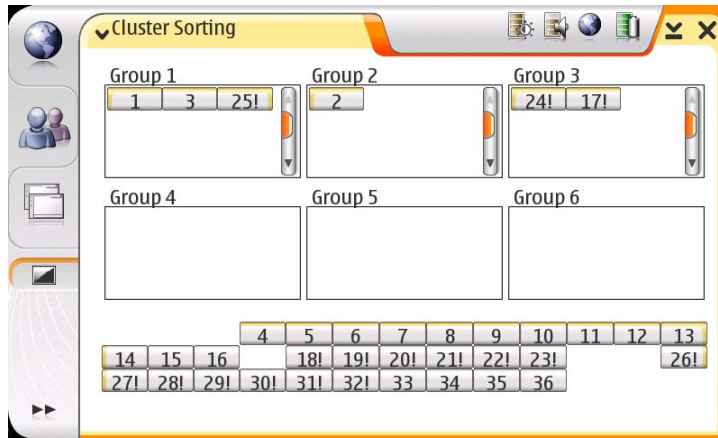 Cluster Sorting
Group 1 Group 2 Group 3
1 3 25! 2 24! 17!
Group 4 Group 5 Group 6
4 5 6 7 8 9 10 11 12 13
14 15 16 18! 19! 20! 21! 22! 23! 26!
27! 28! 29! 30! 31! 32! 33 34 35 36